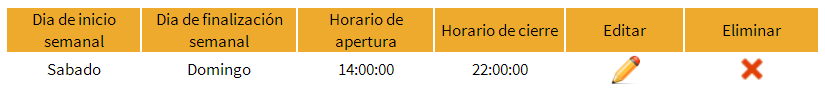 Dia de inicio semanal
Dia de finalización semanal
Horario de apertura
Horario de cierre
Editar
Eliminar
Sabado
Domingo
14:00:00
22:00:00